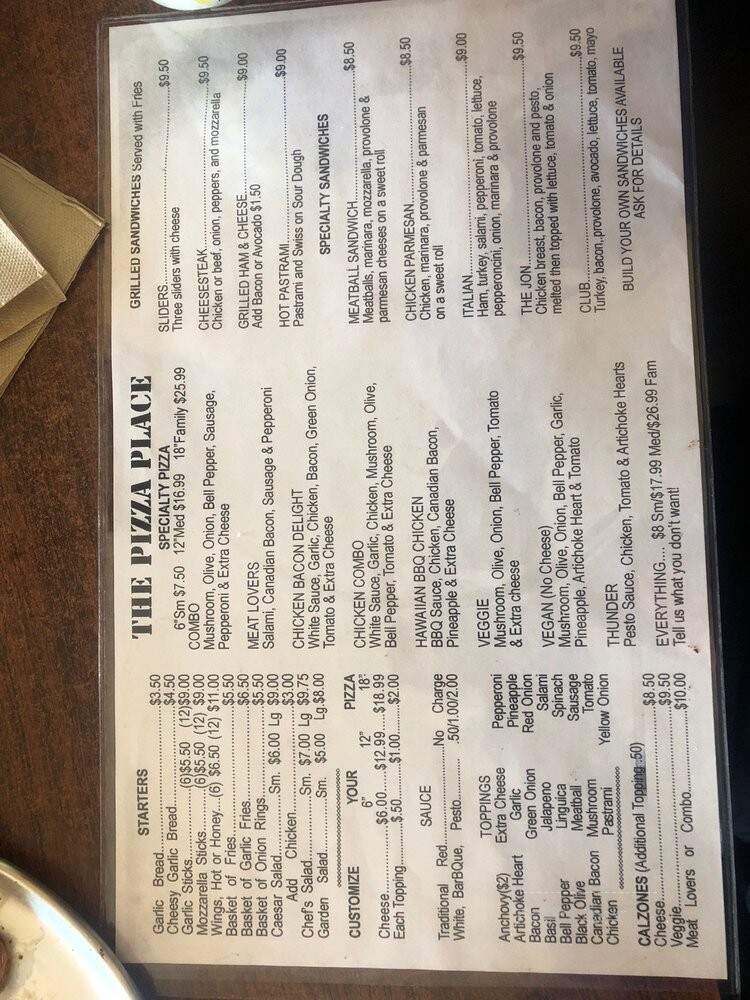 STARTERS
Garlic Bread.....................................$3.50
Cheesy Garlic Bread.......................$4.50
Garlic Sticks..................(6)$5.50 (12)$9.00
Mozzarella Sticks..........(6)$5.50 (12) $9.00
Wings, Hot or Honey...(6) $6.50 (12) $11.00
Basket of Fries..............................$5.50
Basket of Garlic Fries.....................$6.50
Basket of Onion Rings....................$5.50
Caesar Salad..............Sm. $6.00 Lg $9.00
Add Chicken............................$3.00
Chef's Salad...............Sm. $7.00 Lg $9.75
Garden Salad..............Sm. $5.00 Lg.$8.00
CUSTOMIZE YOUR PIZZA
6" 12" 18"
Cheese.............$6.00....$12.99....$18.99
Each Topping......$.50......$1.00.....$2.00
SAUCE
Traditional Red....................No Charge
White, BarBQue, Pesto........... .50/1.00/2.00
TOPPINGS
Anchovy($2) Extra Cheese Pepperoni
Artichoke Heart Garlic Pineapple
Bacon Green Onion Red Onion
Basil Jalapeno Salami
Bell Pepper Linguica Spinach
Black Olive Meatball Sausage
Canadian Bacon Mushroom Tomato
Chicken Pastrami Yellow Onion
CALZONES (Additional Topping .50)
Cheese..........................................$8.50
Veggie..........................................$9.50
Meat Lovers or Combo...................$10.00
THE PIZZA PLACE
SPECIALTY PIZZA
6"Sm $7.50 12"Med $16.99 18"Family $25.99
COMBO
Mushroom, Olive, Onion, Bell Pepper, Sausage,
Pepperoni & Extra Cheese
MEAT LOVERS
Salami, Canadian Bacon, Sausage & Pepperoni
CHICKEN BACON DELIGHT
White Sauce, Garlic, Chicken, Bacon, Green Onion,
Tomato & Extra Cheese
CHICKEN COMBO
White Sauce, Garlic, Chicken, Mushroom, Olive,
Bell Pepper, Tomato & Extra Cheese
HAWAIIAN BBQ CHICKEN
BBQ Sauce, Chicken, Canadian Bacon,
Pineapple & Extra Cheese
VEGGIE
Mushroom, Olive, Onion, Bell Pepper, Tomato
& Extra cheese
VEGAN (No Cheese)
Mushroom, Olive, Onion, Bell Pepper, Garlic,
Pineapple, Artichoke Heart & Tomato
THUNDER
Pesto Sauce, Chicken, Tomato & Artichoke Hearts
EVERYTHING.... $8 Sm/$17.99 Med/$26.99 Fam
Tell us what you don't want!
GRILLED SANDWICHES Served with Fries
SLIDERS.............................................$9.50
Three sliders with cheese
CHEESESTEAK....................................$9.50
Chicken or beef, onion, peppers, and mozzarella
GRILLED HAM & CHEESE.....................$9.00
Add Bacon or Avocado $1.50
HOT PASTRAMI...................................$9.00
Pastrami and Swiss on Sour Dough
SPECIALTY SANDWICHES
MEATBALL SANDWICH..........................$8.50
Meatballs, marinara, mozzarella, provolone &
parmesan cheeses on a sweet roll
CHICKEN PARMESAN...........................$8.50
Chicken, marinara, provolone & parmesan
on a sweet roll
ITALIAN..............................................$9.00
Ham, turkey, salami, pepperoni, tomato, lettuce,
pepperoncini, onion, marinara & provolone
THE JON.............................................$9.50
Chicken breast, bacon, provolone and pesto,
melted then topped with lettuce, tomato & onion
CLUB..................................................$9.50
Turkey, bacon, provolone, avocado, lettuce, tomato, mayo
BUILD YOUR OWN SANDWICHES AVAILABLE
ASK FOR DETAILS